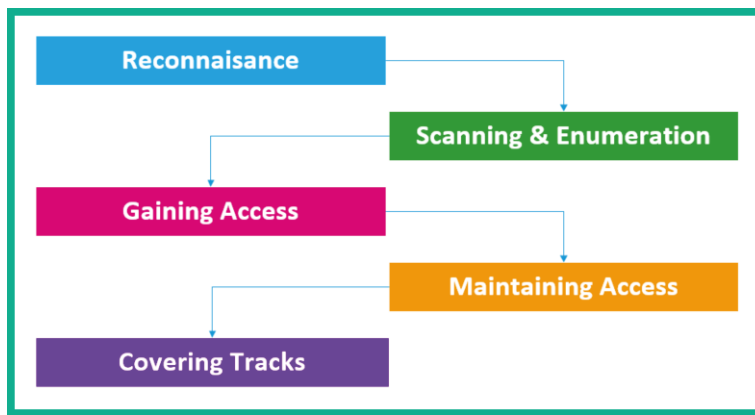 Reconnaisance
Scanning & Enumeration
Gaining Access
Maintaining Access
Covering Tracks